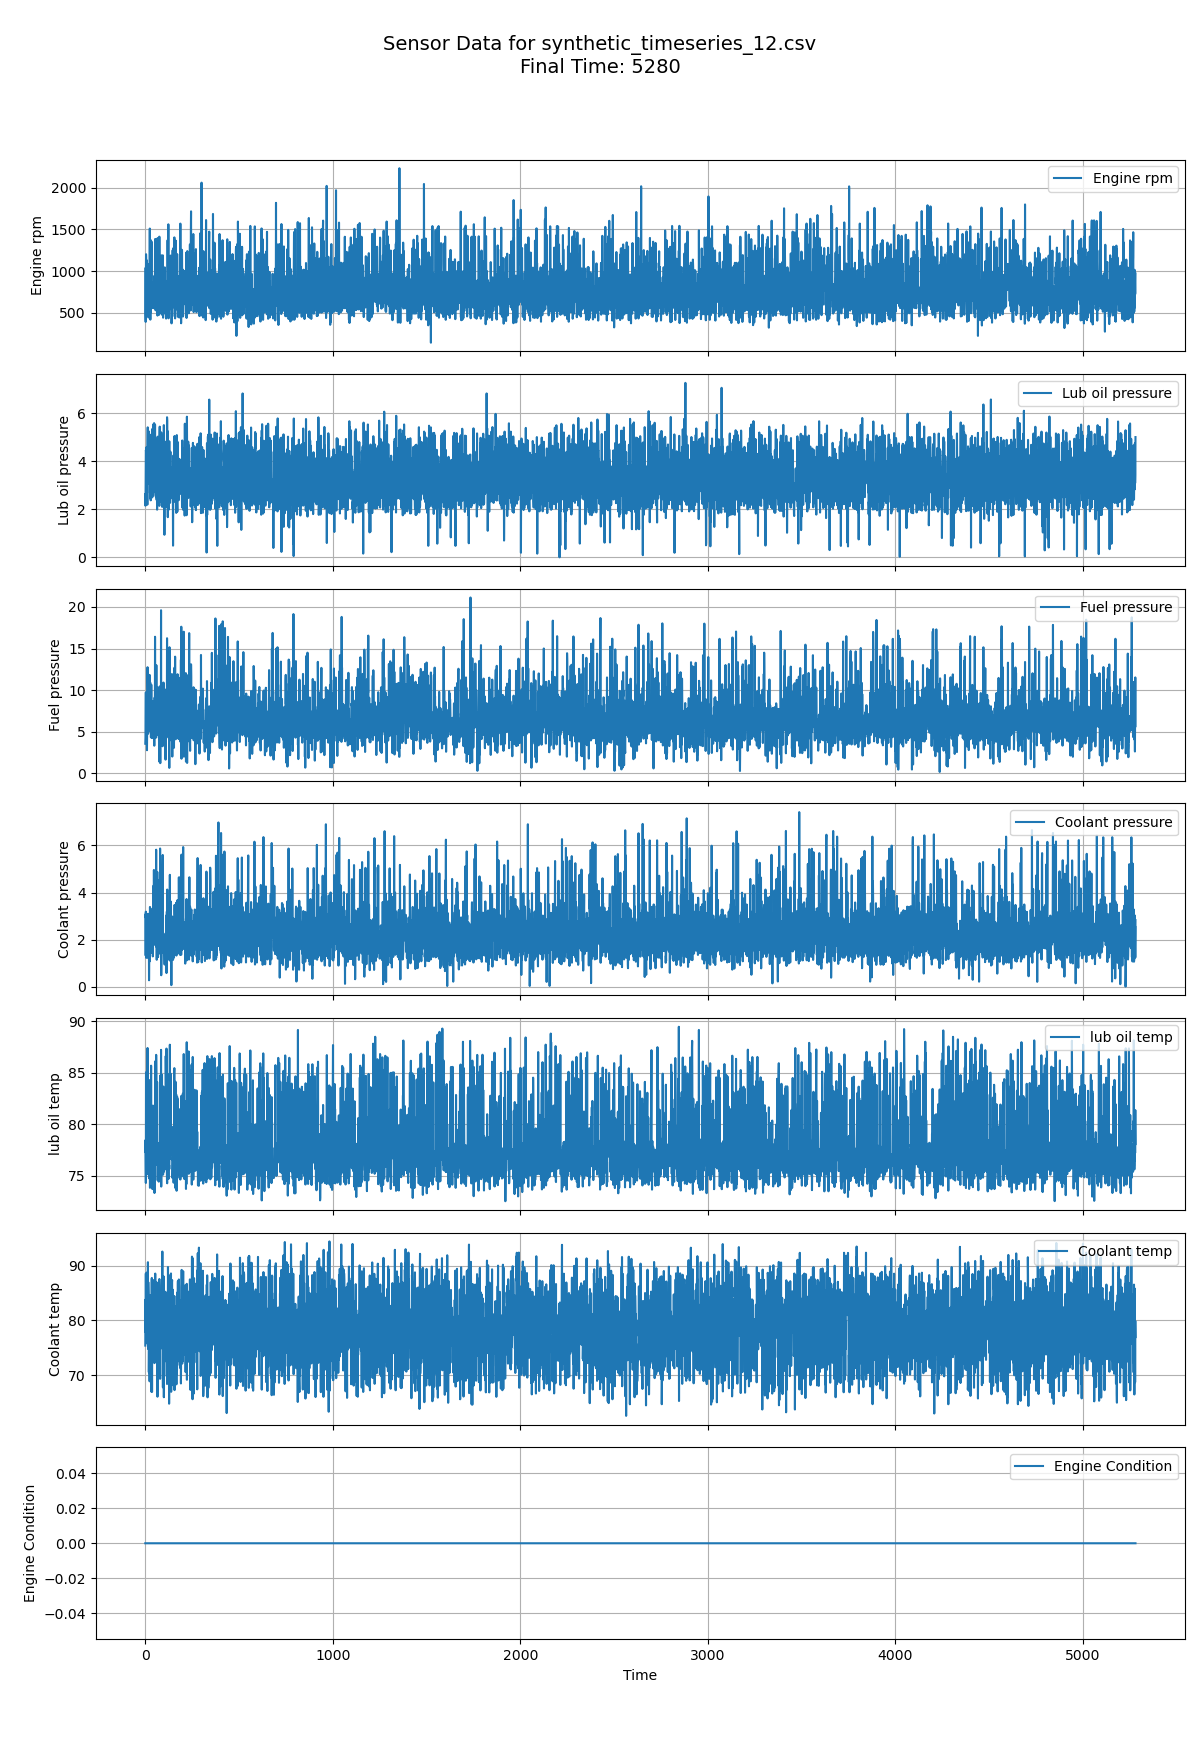 Sensor Data for synthetic_timeseries_12.csv
Final Time: 5280
Engine rpm
2000
1500
1000
500
Engine rpm
Lub oil pressure
6
4
2
0
Lub oil pressure
Fuel pressure
20
15
10
5
0
Fuel pressure
Coolant pressure
6
4
2
0
Coolant pressure
lub oil temp
90
85
80
75
lub oil temp
Coolant temp
90
80
70
Coolant temp
Engine Condition
0.04
0.02
0.00
−0.02
−0.04
Engine Condition
0 1000 2000 3000 4000 5000
Time